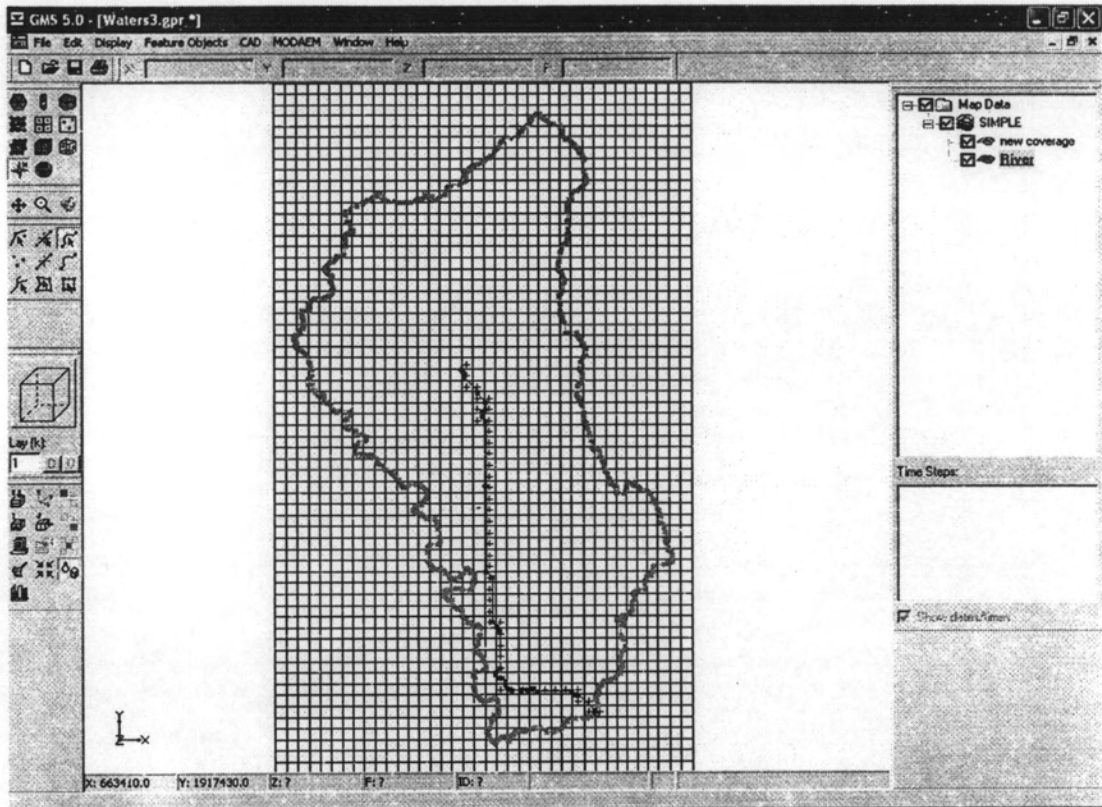 GMS 5.0 - [Waters3.gpr *]
File Edit Display Feature Objects CAD MODAEM Window Help
X: Y: Z: F:
Map Data
SIMPLE
new coverage
River
Lay (k):
1
Time Steps:
Show dates/times
Y
Z X
X: 663410.0 Y: 1917430.0 Z: ? F: ? ID: ?